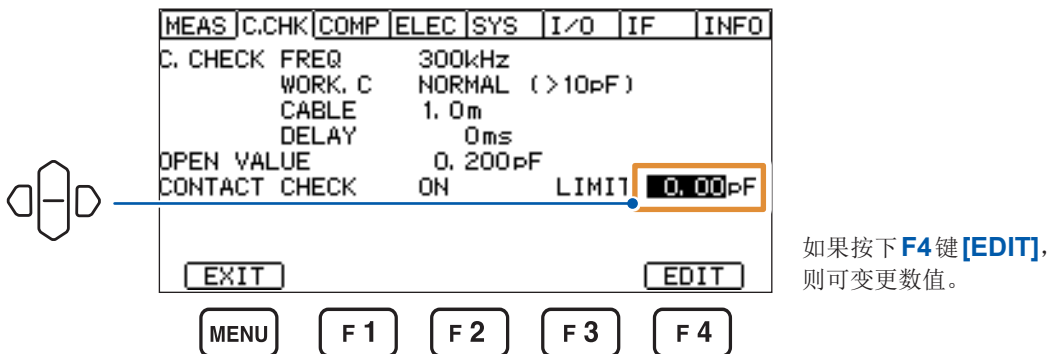 MEAS C.CHK COMP ELEC SYS I/O IF INFO
C. CHECK FREQ 300kHz
WORK. C NORMAL (>10pF)
CABLE 1. 0m
DELAY 0ms
OPEN VALUE 0. 200pF
CONTACT CHECK ON LIMIT 0. 00pF
EXIT EDIT
如果按下 F4 键 [EDIT],
则可变更数值。
MENU F 1 F 2 F 3 F 4